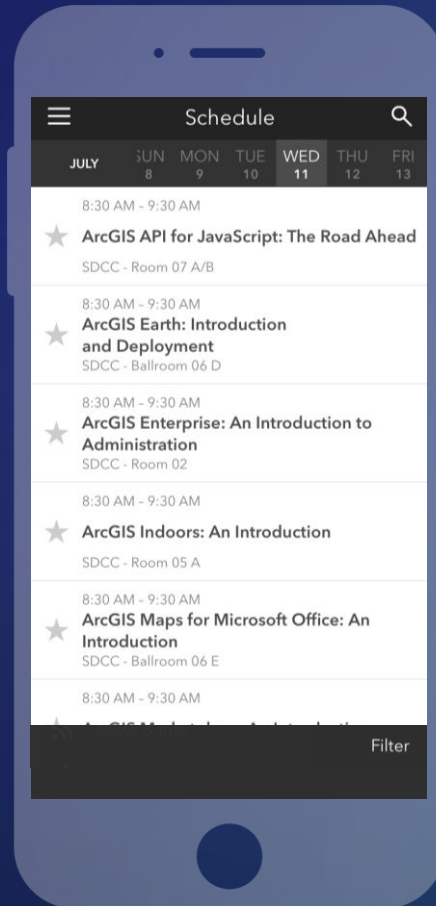 Schedule
JULY
SUN MON TUE WED THU FRI
8 9 10 11 12 13
8:30 AM – 9:30 AM
ArcGIS API for JavaScript: The Road Ahead
SDCC - Room 07 A/B
8:30 AM – 9:30 AM
ArcGIS Earth: Introduction
and Deployment
SDCC - Ballroom 06 D
8:30 AM – 9:30 AM
ArcGIS Enterprise: An Introduction to
Administration
SDCC - Room 02
8:30 AM – 9:30 AM
ArcGIS Indoors: An Introduction
SDCC - Room 05 A
8:30 AM – 9:30 AM
ArcGIS Maps for Microsoft Office: An
Introduction
SDCC - Ballroom 06 E
8:30 AM – 9:30 AM
Filter